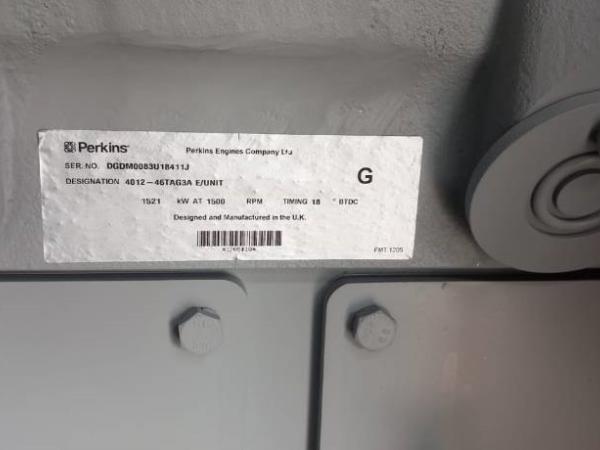 Perkins
Perkins Engines Company Ltd
SER. NO. DGDM0083U18411J
DESIGNATION 4012-46TAG3A E/UNIT
G
1521 kW AT 1500 RPM TIMING 18 ° BTDC
Designed and Manufactured in the U.K.
FMT 1205